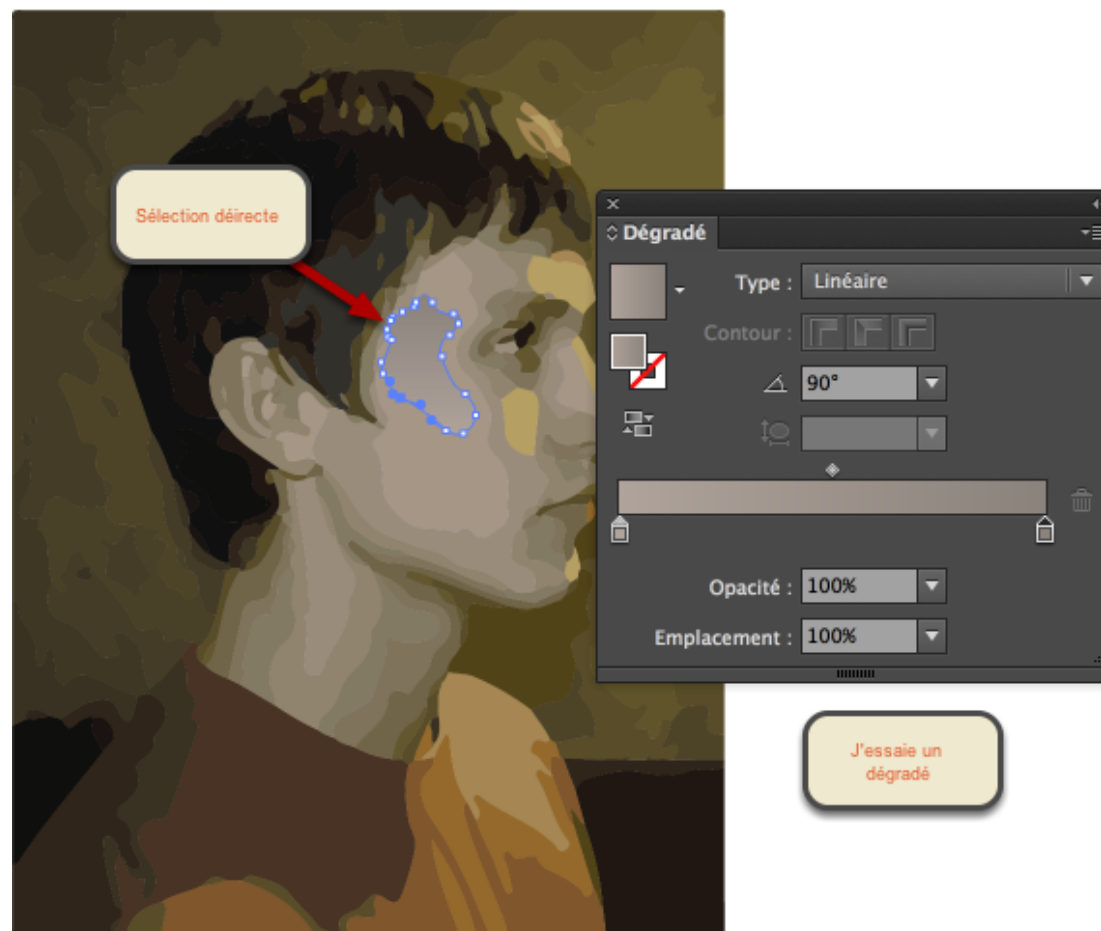 Sélection déirecte
Dégradé
Type : Linéaire
Contour :
90°
Opacité : 100%
Emplacement : 100%
J'essaie un
dégradé